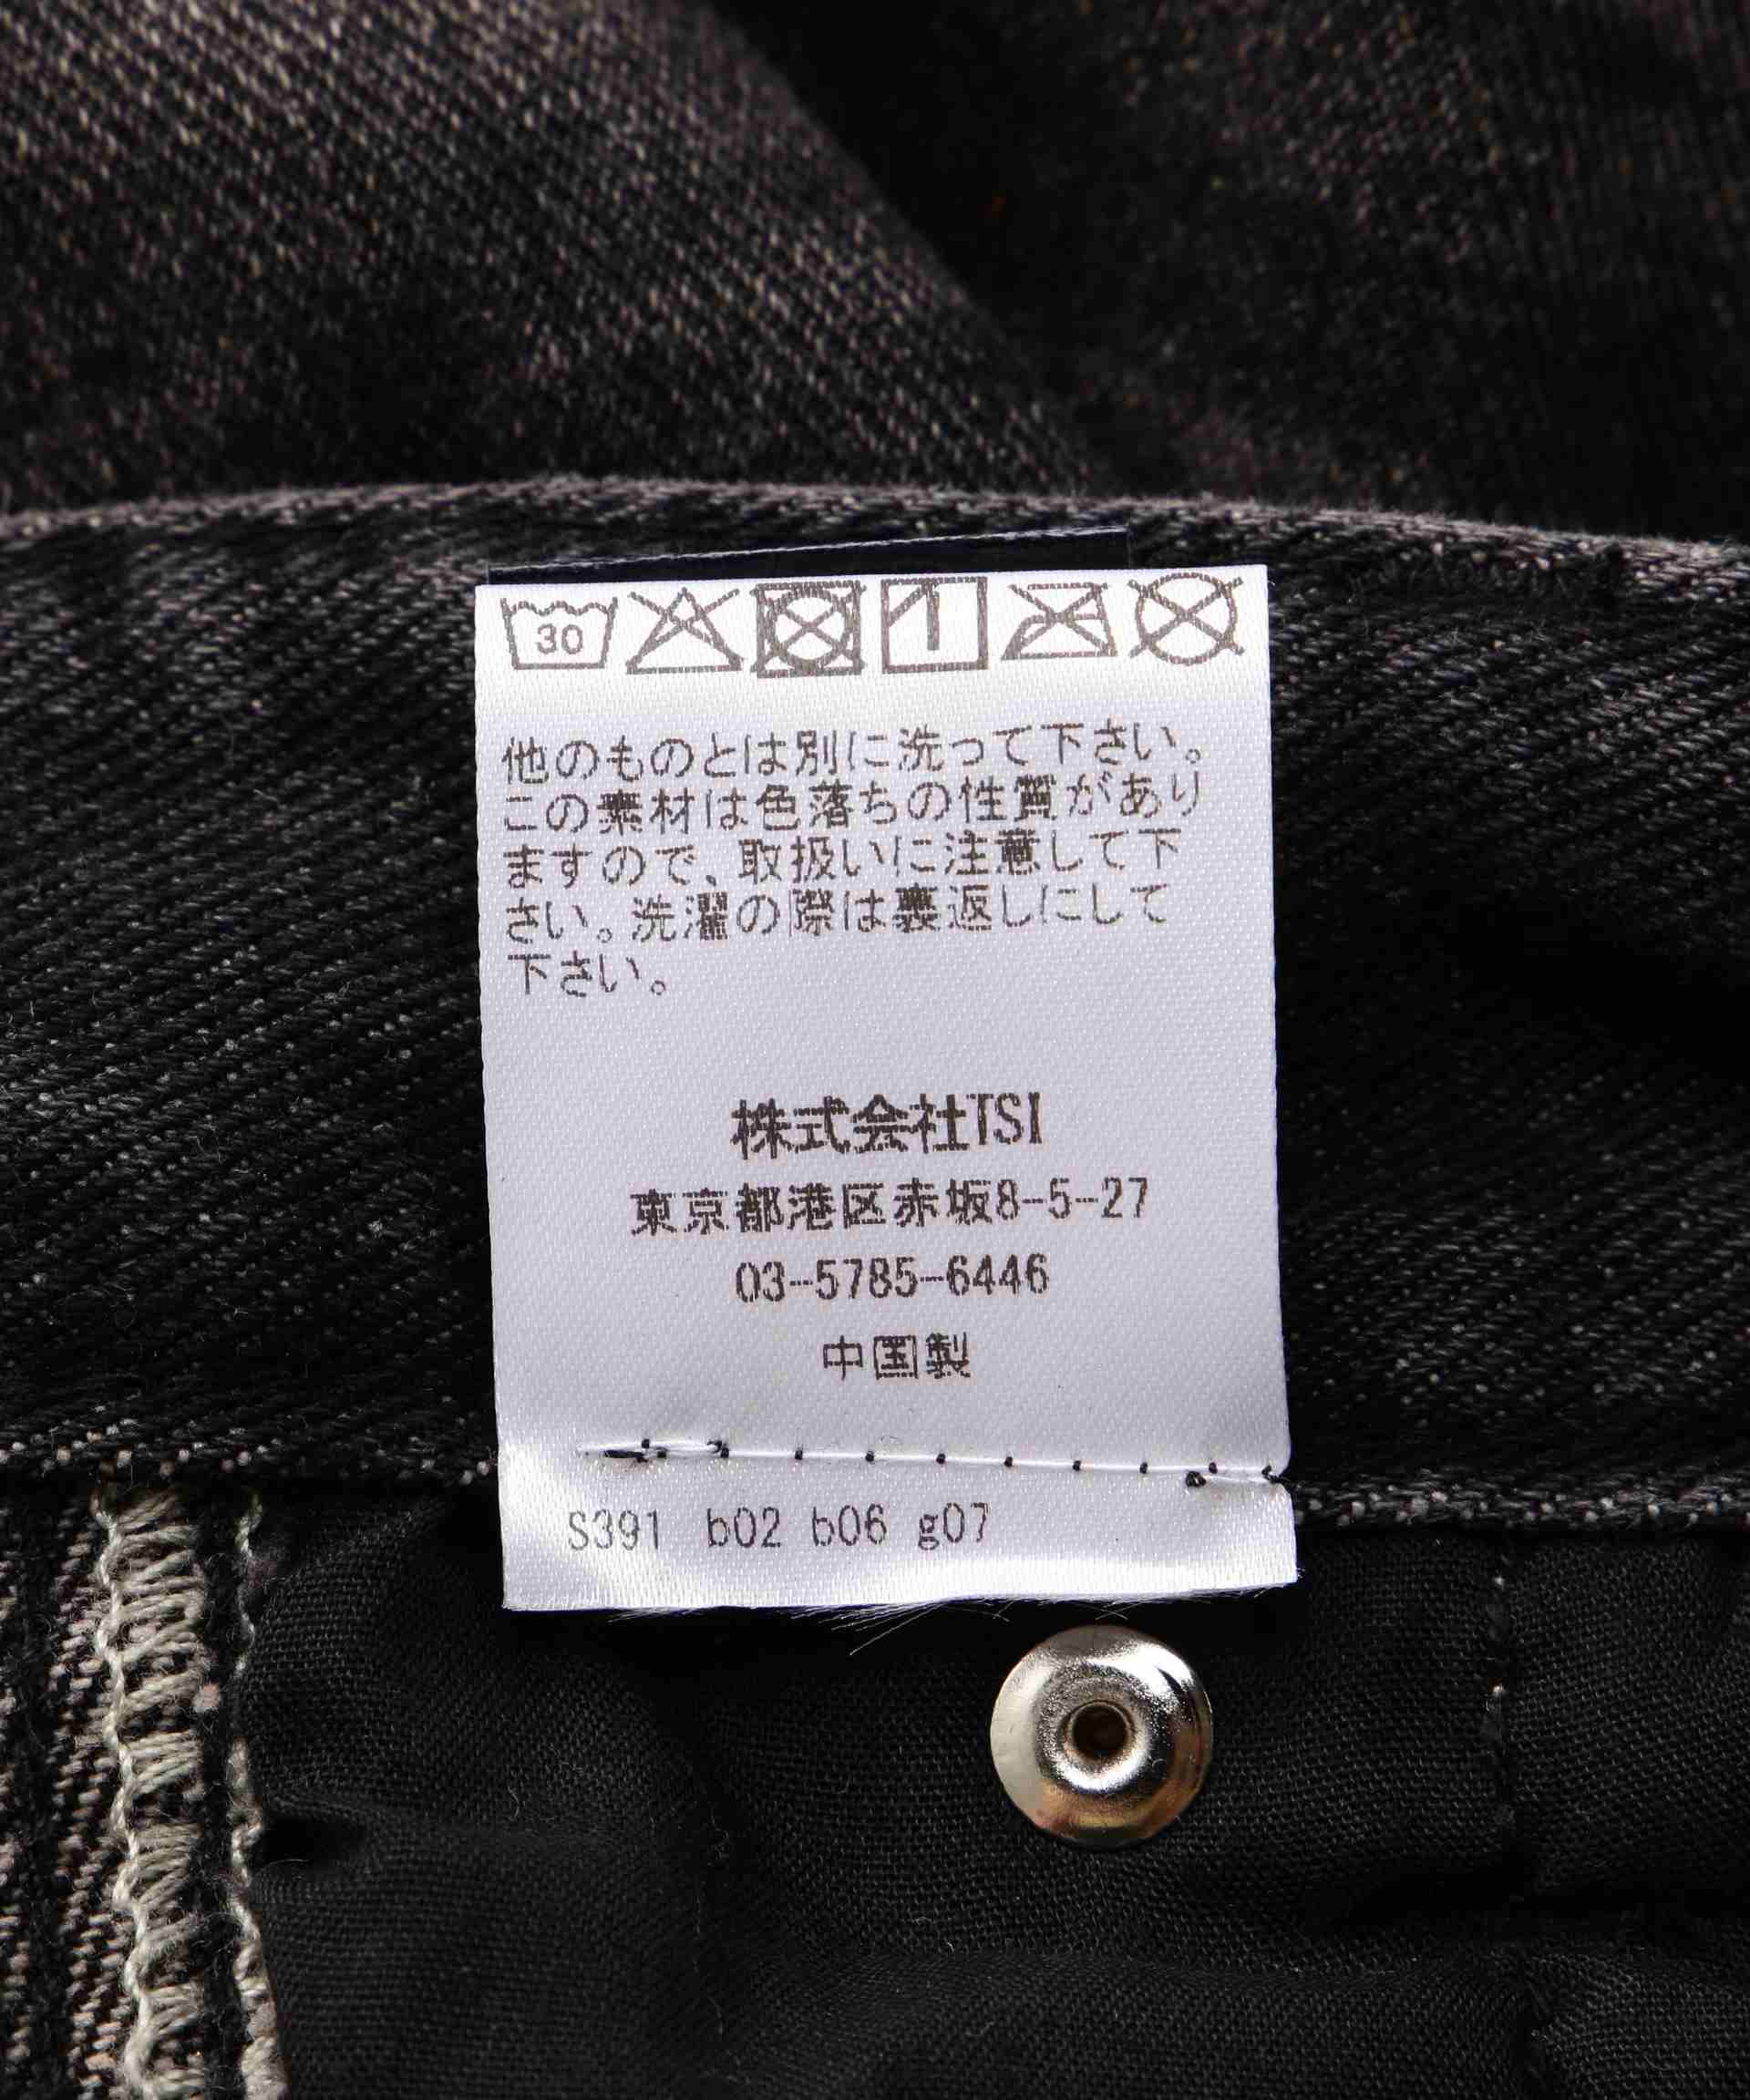 30
他のものとは別に洗って下さい。
この素材は色落ちの性質があり
ますので、取扱いに注意して下
さい。洗濯の際は裏返しにして
下さい。
株式会社TSI
東京都港区赤坂8-5-27
03-5785-6446
中国製
S391 b02 b06 g07